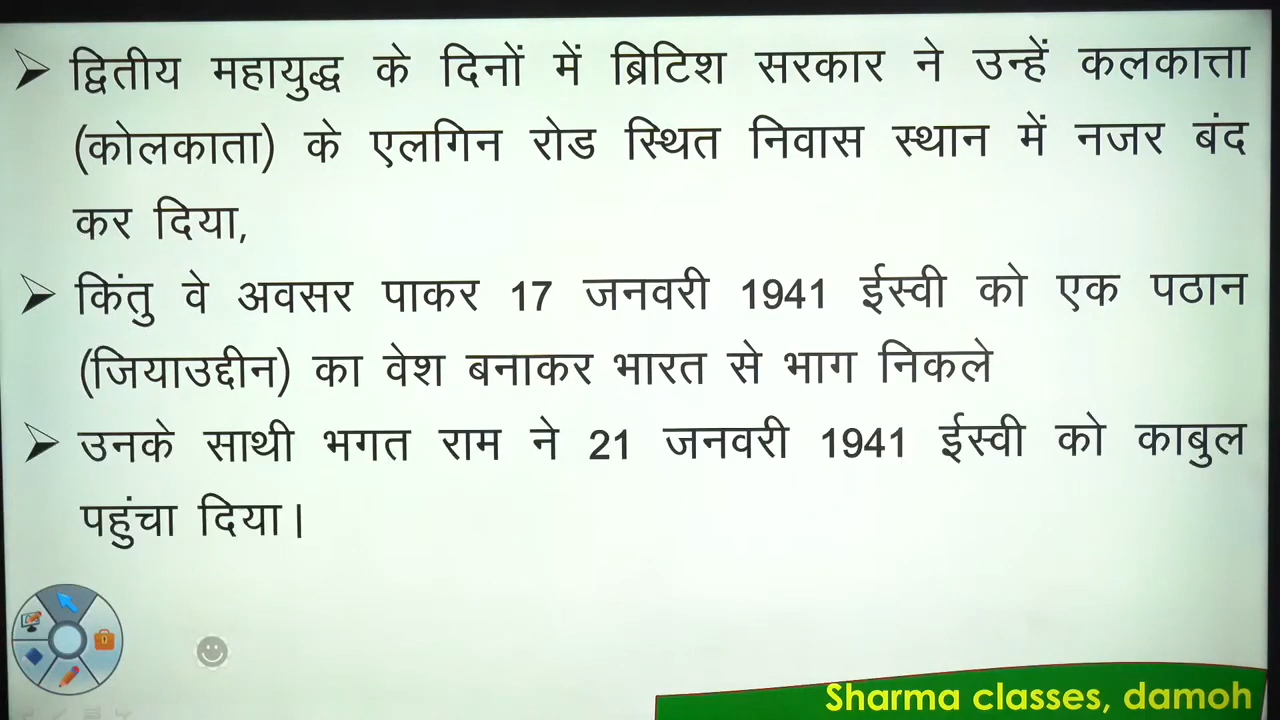 द्वितीय महायुद्ध के दिनों में ब्रिटिश सरकार ने उन्हें कलकात्ता
(कोलकाता) के एलगिन रोड स्थित निवास स्थान में नजर बंद
कर दिया,
किंतु वे अवसर पाकर 17 जनवरी 1941 ईस्वी को एक पठान
(जियाउद्दीन) का वेश बनाकर भारत से भाग निकले
उनके साथी भगत राम ने 21 जनवरी 1941 ईस्वी को काबुल
पहुंचा दिया।
Sharma classes, damoh